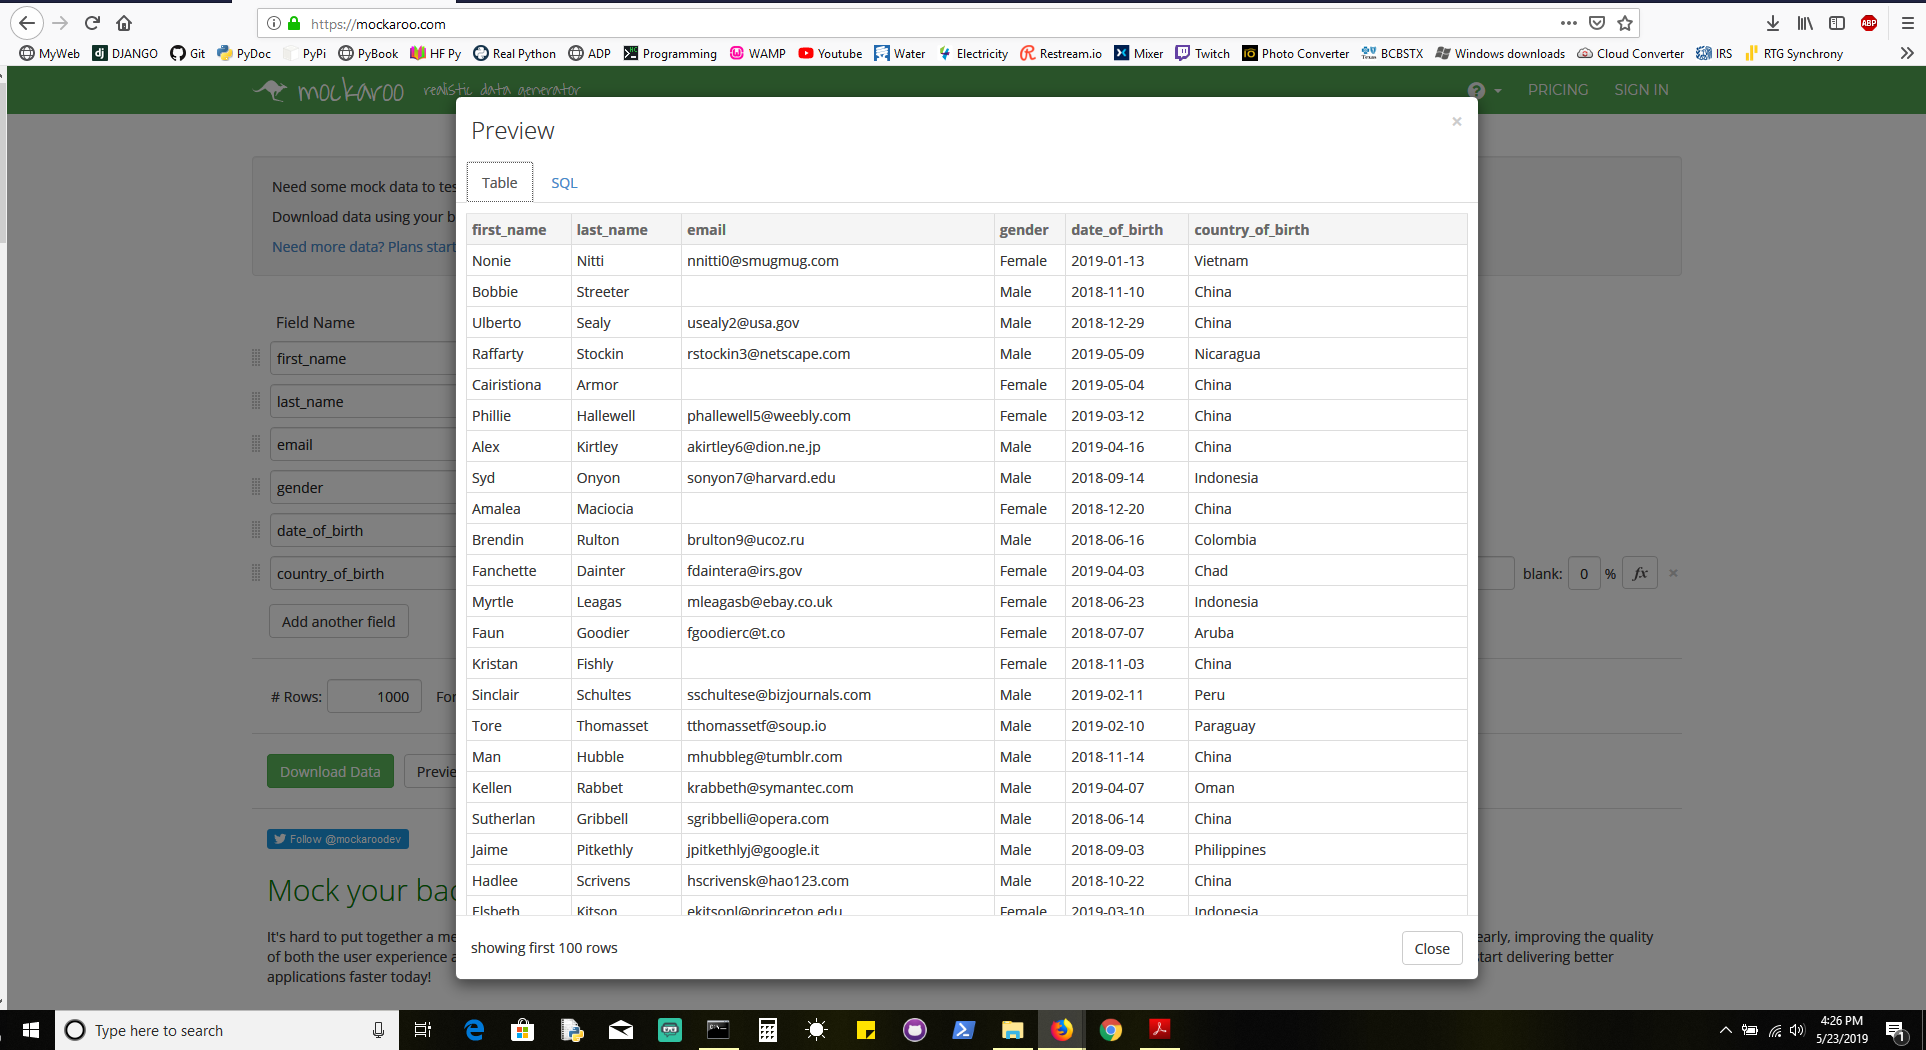 https://mockaroo.com
MyWeb DJANGO Git PyDoc PyPi PyBook HF Py Real Python ADP Programming WAMP Youtube Water Electricity Restream.io Mixer Twitch Photo Converter BCBSTX Windows downloads Cloud Converter IRS RTG Synchrony
mockaroo realistic data generator PRICING SIGN IN
Preview ×
Table SQL
Need some mock data to tes
Download data using your b
Need more data? Plans start
Field Name
first_name
last_name
email
gender
date_of_birth
country_of_birth
blank: 0 % fx ×
Add another field
# Rows: 1000 For
Download Data Previe
Follow @mockaroodev
Mock your bac
It's hard to put together a me early, improving the quality
of both the user experience a start delivering better
applications faster today!
first_name last_name email gender date_of_birth country_of_birth
Nonie Nitti nnitti0@smugmug.com Female 2019-01-13 Vietnam
Bobbie Streeter Male 2018-11-10 China
Ulberto Sealy usealy2@usa.gov Male 2018-12-29 China
Raffarty Stockin rstockin3@netscape.com Male 2019-05-09 Nicaragua
Cairistiona Armor Female 2019-05-04 China
Phillie Hallewell phallewell5@weebly.com Female 2019-03-12 China
Alex Kirtley akirtley6@dion.ne.jp Male 2019-04-16 China
Syd Onyon sonyon7@harvard.edu Male 2018-09-14 Indonesia
Amalea Maciocia Female 2018-12-20 China
Brendin Rulton brulton9@ucoz.ru Male 2018-06-16 Colombia
Fanchette Dainter fdaintera@irs.gov Female 2019-04-03 Chad
Myrtle Leagas mleagasb@ebay.co.uk Female 2018-06-23 Indonesia
Faun Goodier fgoodierc@t.co Female 2018-07-07 Aruba
Kristan Fishly Female 2018-11-03 China
Sinclair Schultes sschultese@bizjournals.com Male 2019-02-11 Peru
Tore Thomasset tthomassetf@soup.io Male 2019-02-10 Paraguay
Man Hubble mhubbleg@tumblr.com Male 2018-11-14 China
Kellen Rabbet krabbeth@symantec.com Male 2019-04-07 Oman
Sutherlan Gribbell sgribbelli@opera.com Male 2018-06-14 China
Jaime Pitkethly jpitkethlyj@google.it Male 2018-09-03 Philippines
Hadlee Scrivens hscrivensk@hao123.com Male 2018-10-22 China
Elsbeth Kitson ekitsonl@princeton.edu Female 2019-03-10 Indonesia
showing first 100 rows Close
Type here to search
4:26 PM
5/23/2019
1